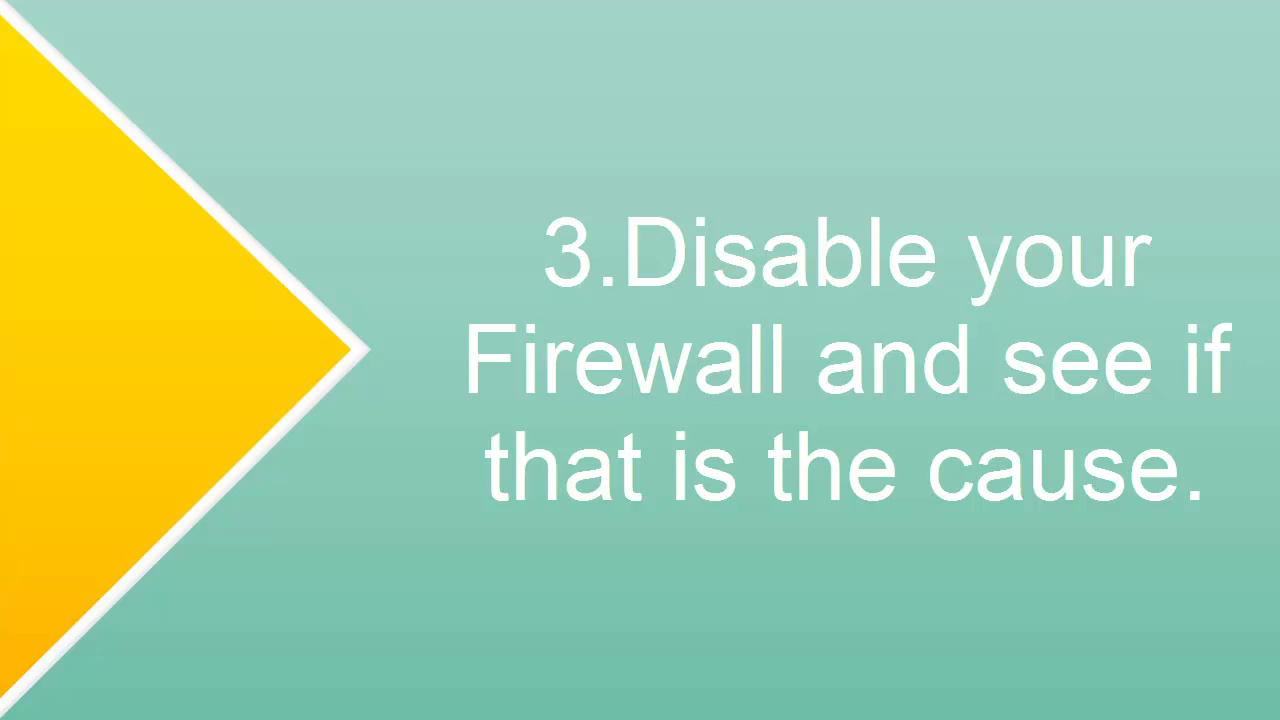 3.Disable your
Firewall and see if
that is the cause.